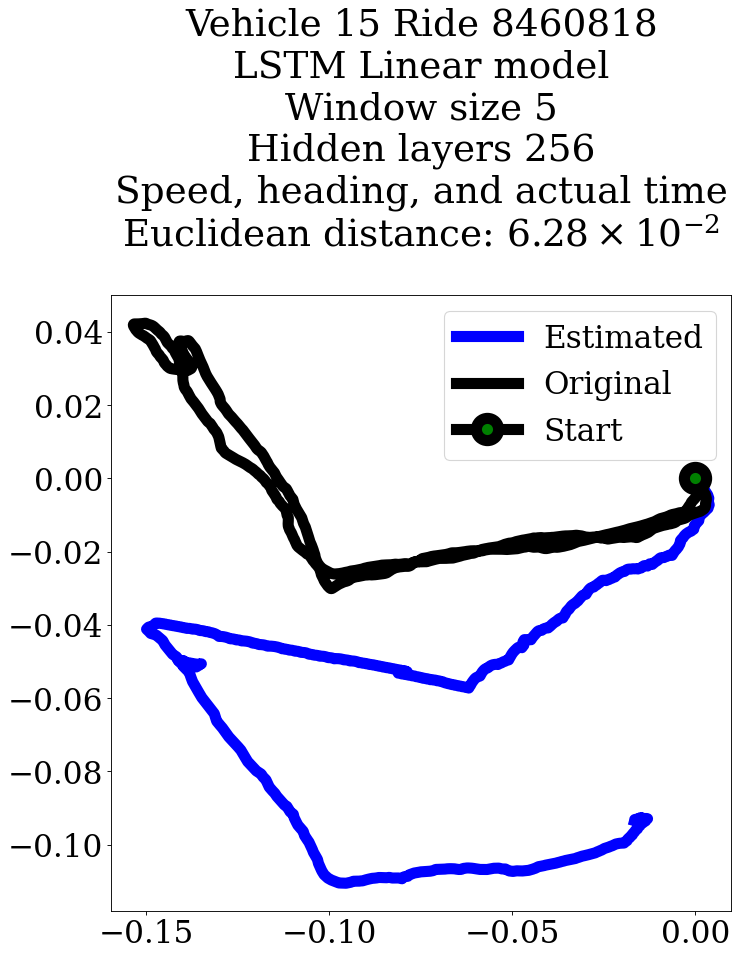 Vehicle 15 Ride 8460818
LSTM Linear model
Window size 5
Hidden layers 256
Speed, heading, and actual time
Euclidean distance: 6.28 × 10⁻²
Estimated
Original
Start
0.04
0.02
0.00
−0.02
−0.04
−0.06
−0.08
−0.10
−0.15
−0.10
−0.05
0.00